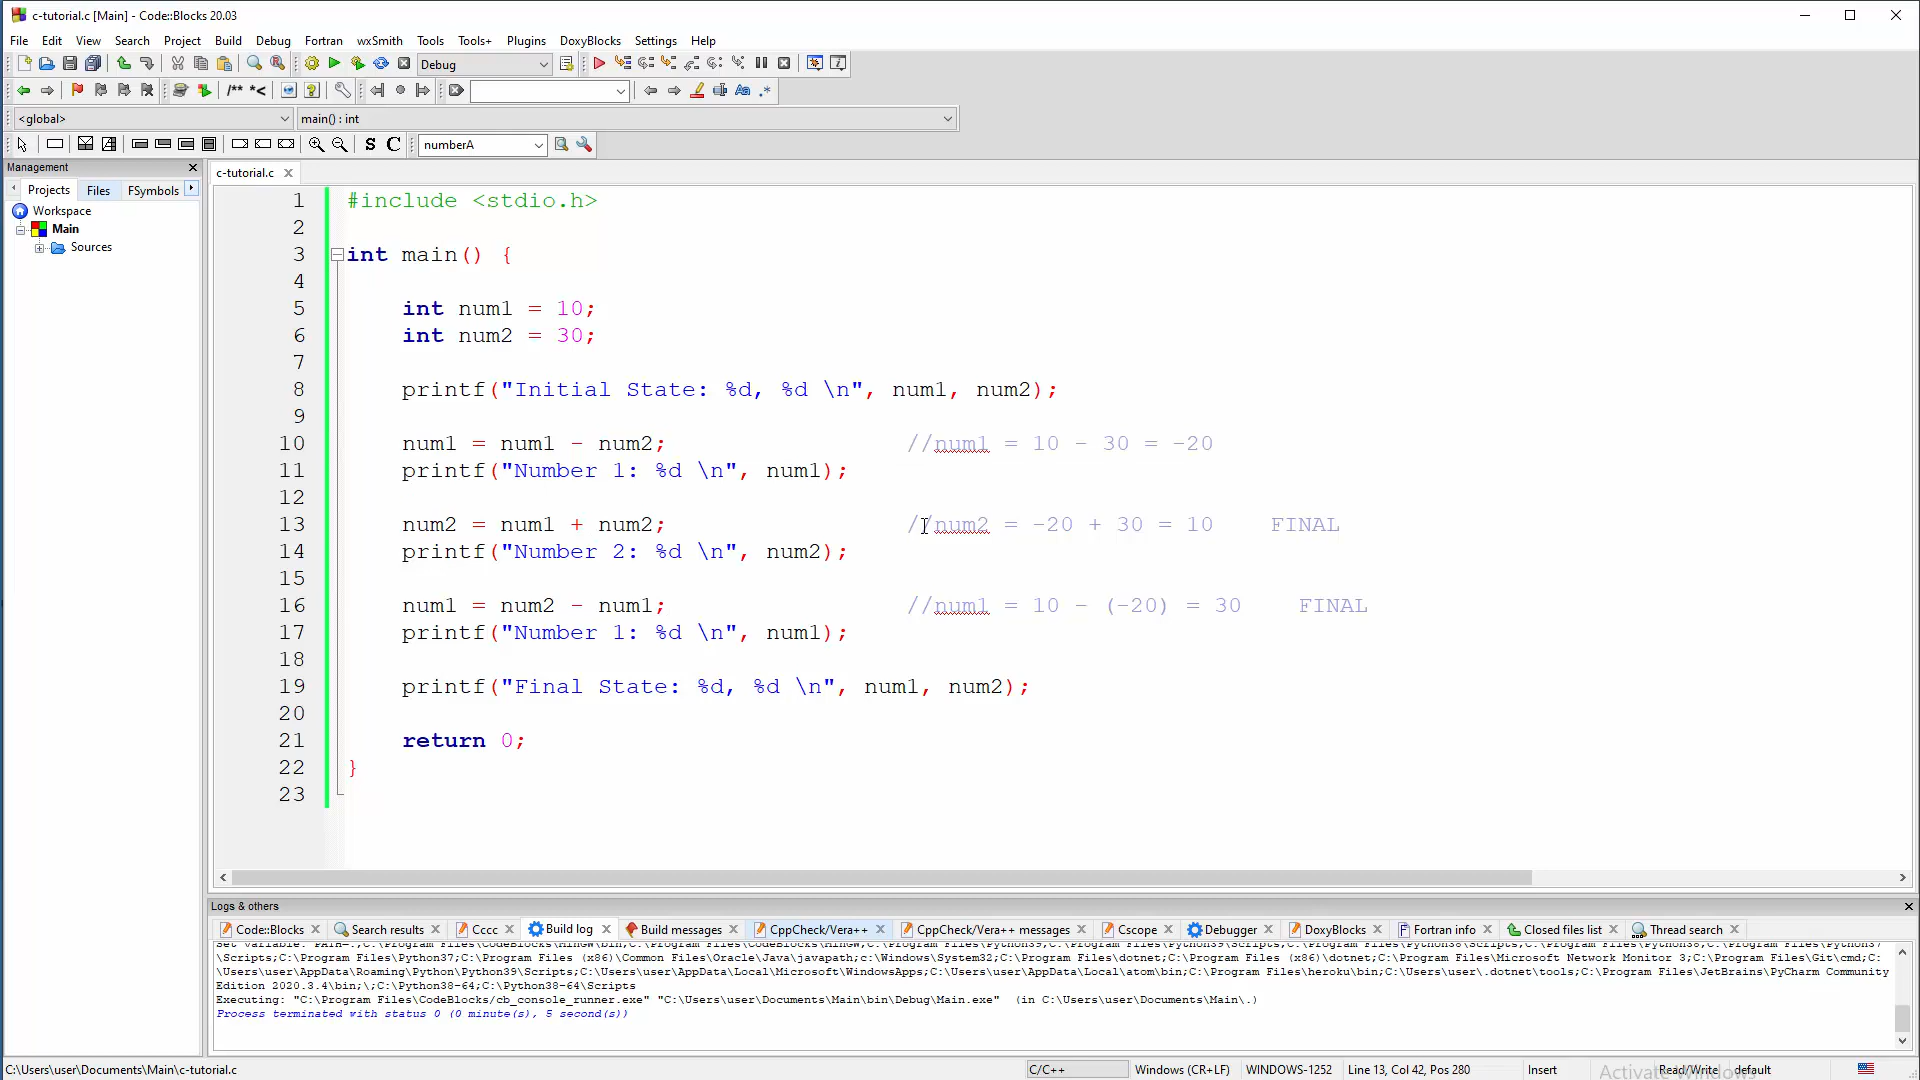 c-tutorial.c [Main] - Code::Blocks 20.03
File Edit View Search Project Build Debug Fortran wxSmith Tools Tools+ Plugins DoxyBlocks Settings Help
Debug
/** *<
Aa .*
<global> main() : int
S C numberA
Management
Projects Files FSymbols
Workspace
Main
Sources
c-tutorial.c
1 #include <stdio.h>
2
3 int main() {
4
5 int num1 = 10;
6 int num2 = 30;
7
8 printf("Initial State: %d, %d \n", num1, num2);
9
10 num1 = num1 - num2; //num1 = 10 - 30 = -20
11 printf("Number 1: %d \n", num1);
12
13 num2 = num1 + num2; //num2 = -20 + 30 = 10 FINAL
14 printf("Number 2: %d \n", num2);
15
16 num1 = num2 - num1; //num1 = 10 - (-20) = 30 FINAL
17 printf("Number 1: %d \n", num1);
18
19 printf("Final State: %d, %d \n", num1, num2);
20
21 return 0;
22 }
23
Logs & others
Code::Blocks Search results Cccc Build log Build messages CppCheck/Vera++ CppCheck/Vera++ messages Cscope Debugger DoxyBlocks Fortran info Closed files list Thread search
\Scripts;C:\Program Files\Python37;C:\Program Files (x86)\Common Files\Oracle\Java\javapath;c:\Windows\System32;C:\Program Files\dotnet;C:\Program Files (x86)\dotnet;C:\Program Files\Microsoft Network Monitor 3;C:\Program Files\Git\cmd;C:
\Users\user\AppData\Roaming\Python\Python39\Scripts;C:\Users\user\AppData\Local\Microsoft\WindowsApps;C:\Users\user\AppData\Local\atom\bin;C:\Program Files\heroku\bin;C:\Users\user\.dotnet\tools;C:\Program Files\JetBrains\PyCharm Community
Edition 2020.3.4\bin;\;C:\Python38-64;C:\Python38-64\Scripts
Executing: "C:\Program Files\CodeBlocks/cb_console_runner.exe" "C:\Users\user\Documents\Main\bin\Debug\Main.exe" (in C:\Users\user\Documents\Main\.)
Process terminated with status 0 (0 minute(s), 5 second(s))
C:\Users\user\Documents\Main\c-tutorial.c C/C++ Windows (CR+LF) WINDOWS-1252 Line 13, Col 42, Pos 280 Insert Read/Write default
Activate Windows